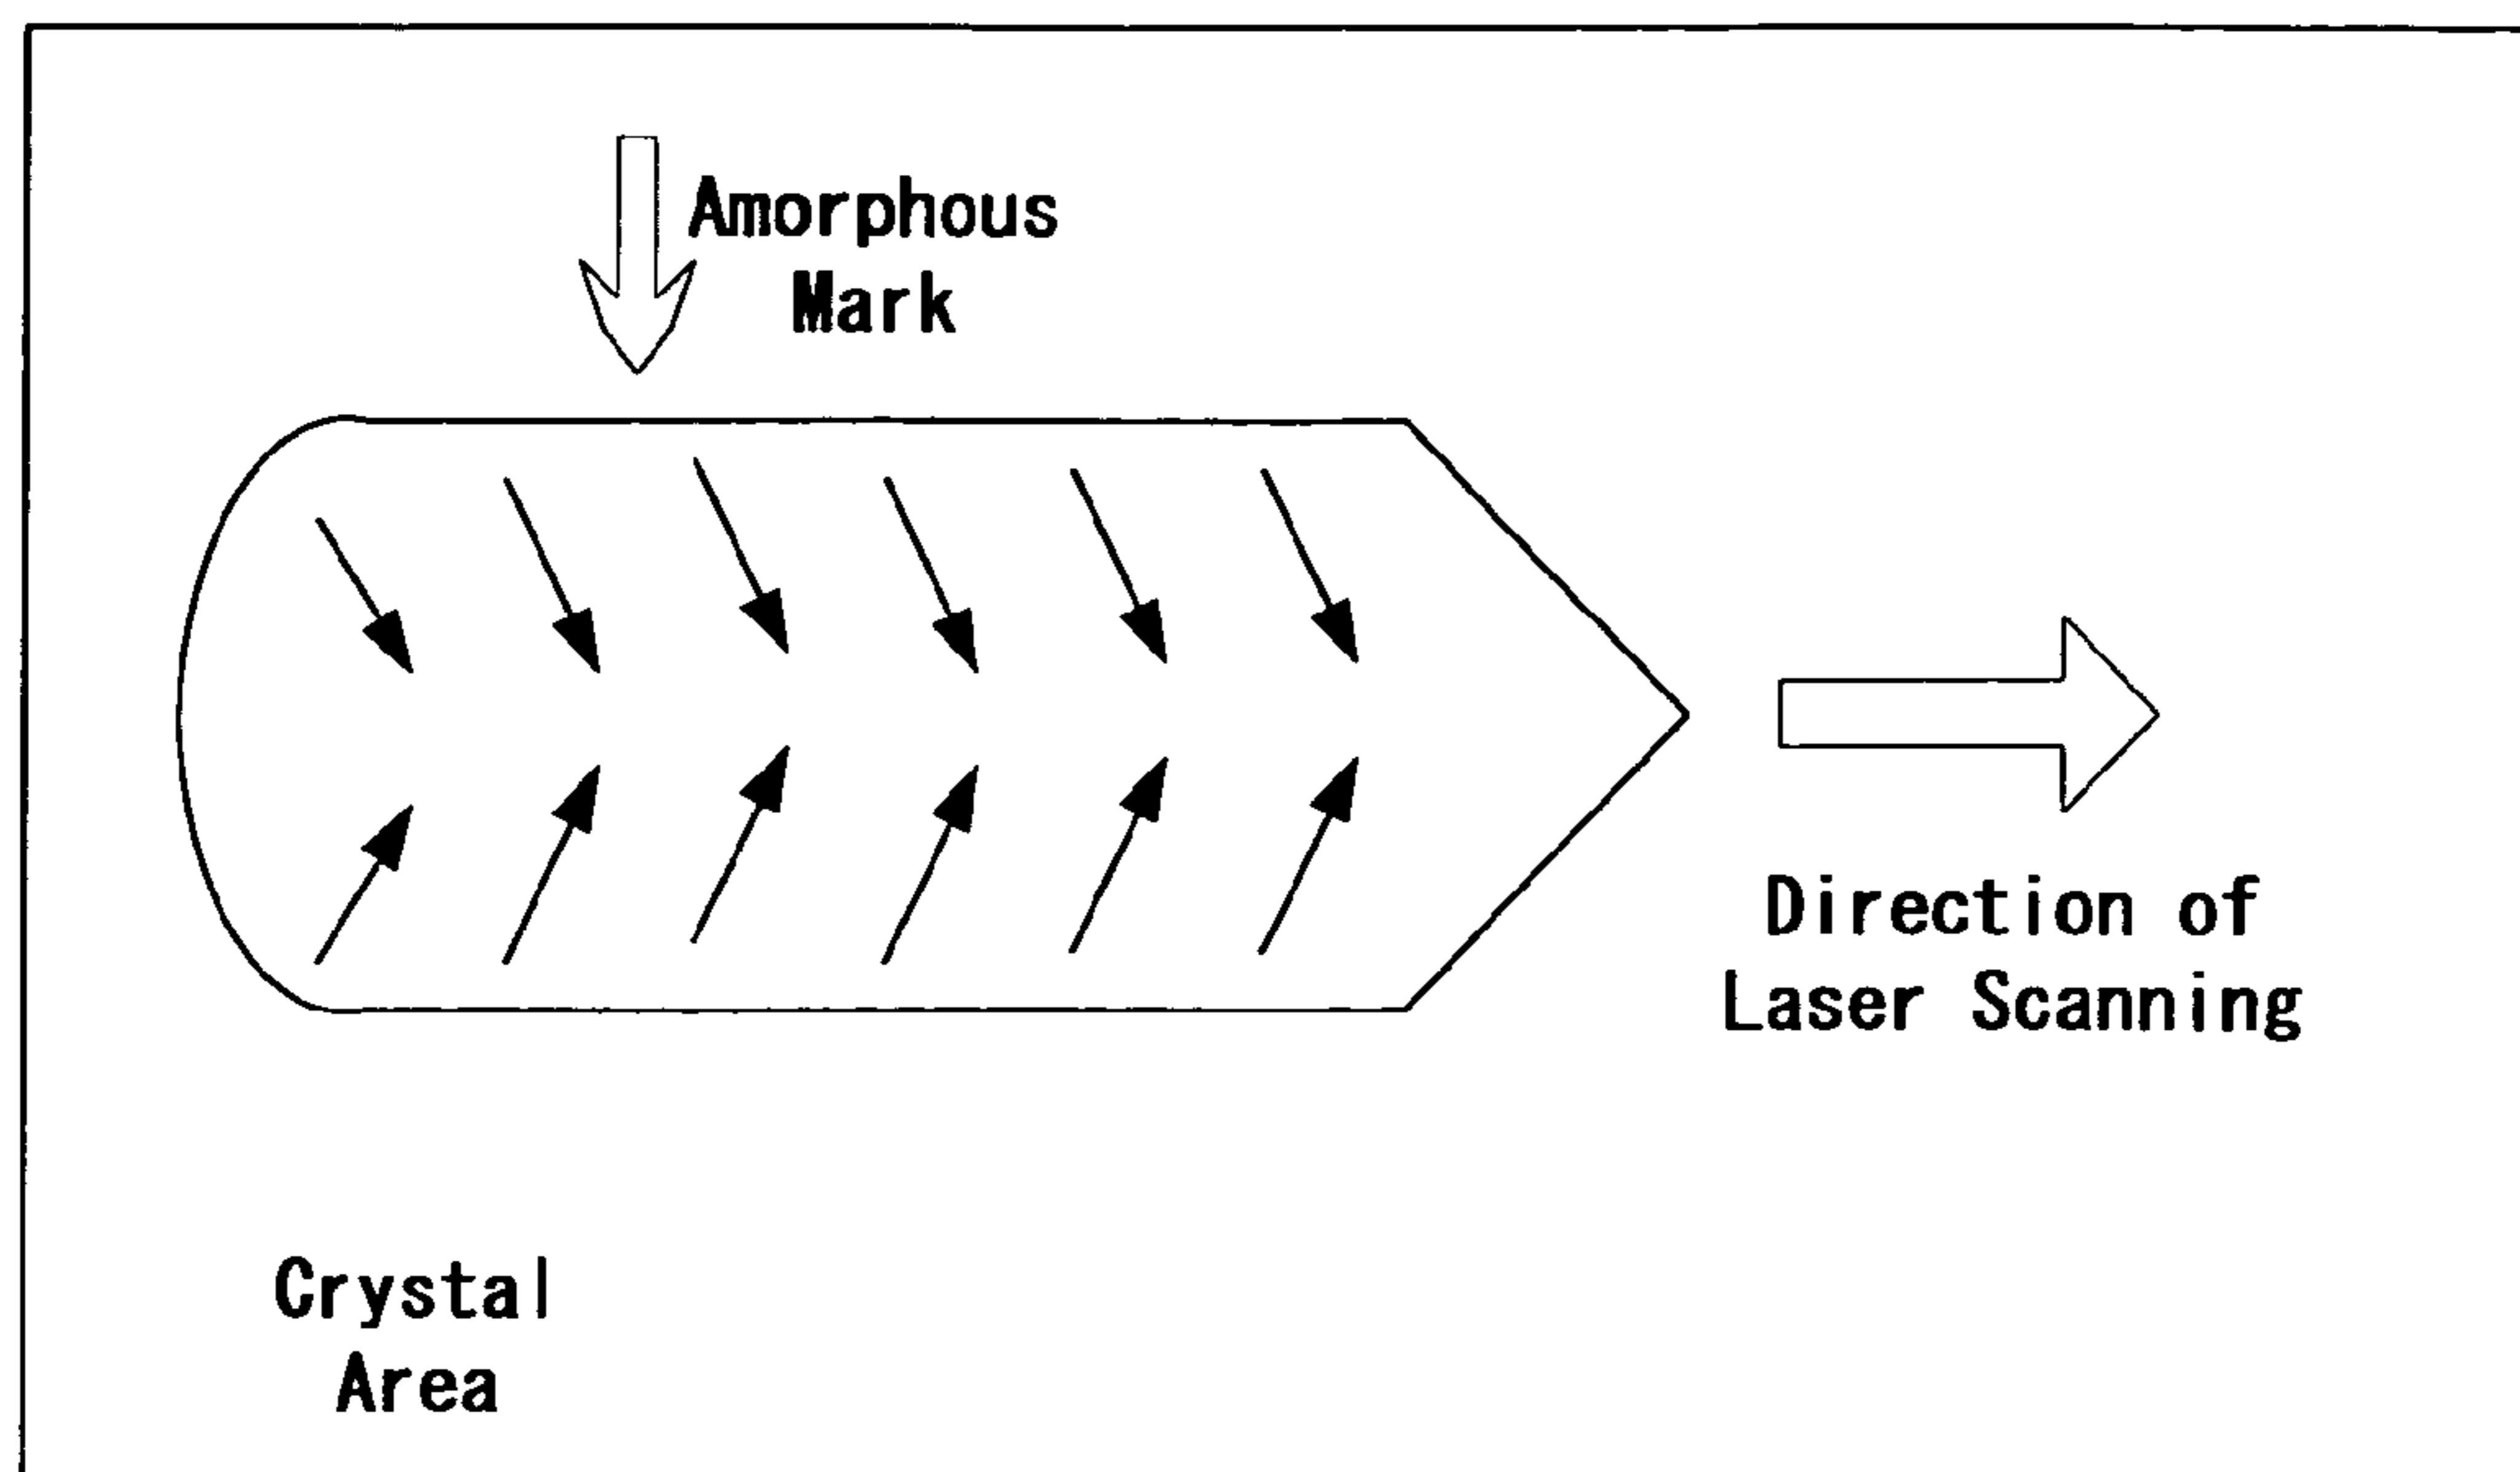 Amorphous
Mark
Direction of
Laser Scanning
Crystal
Area